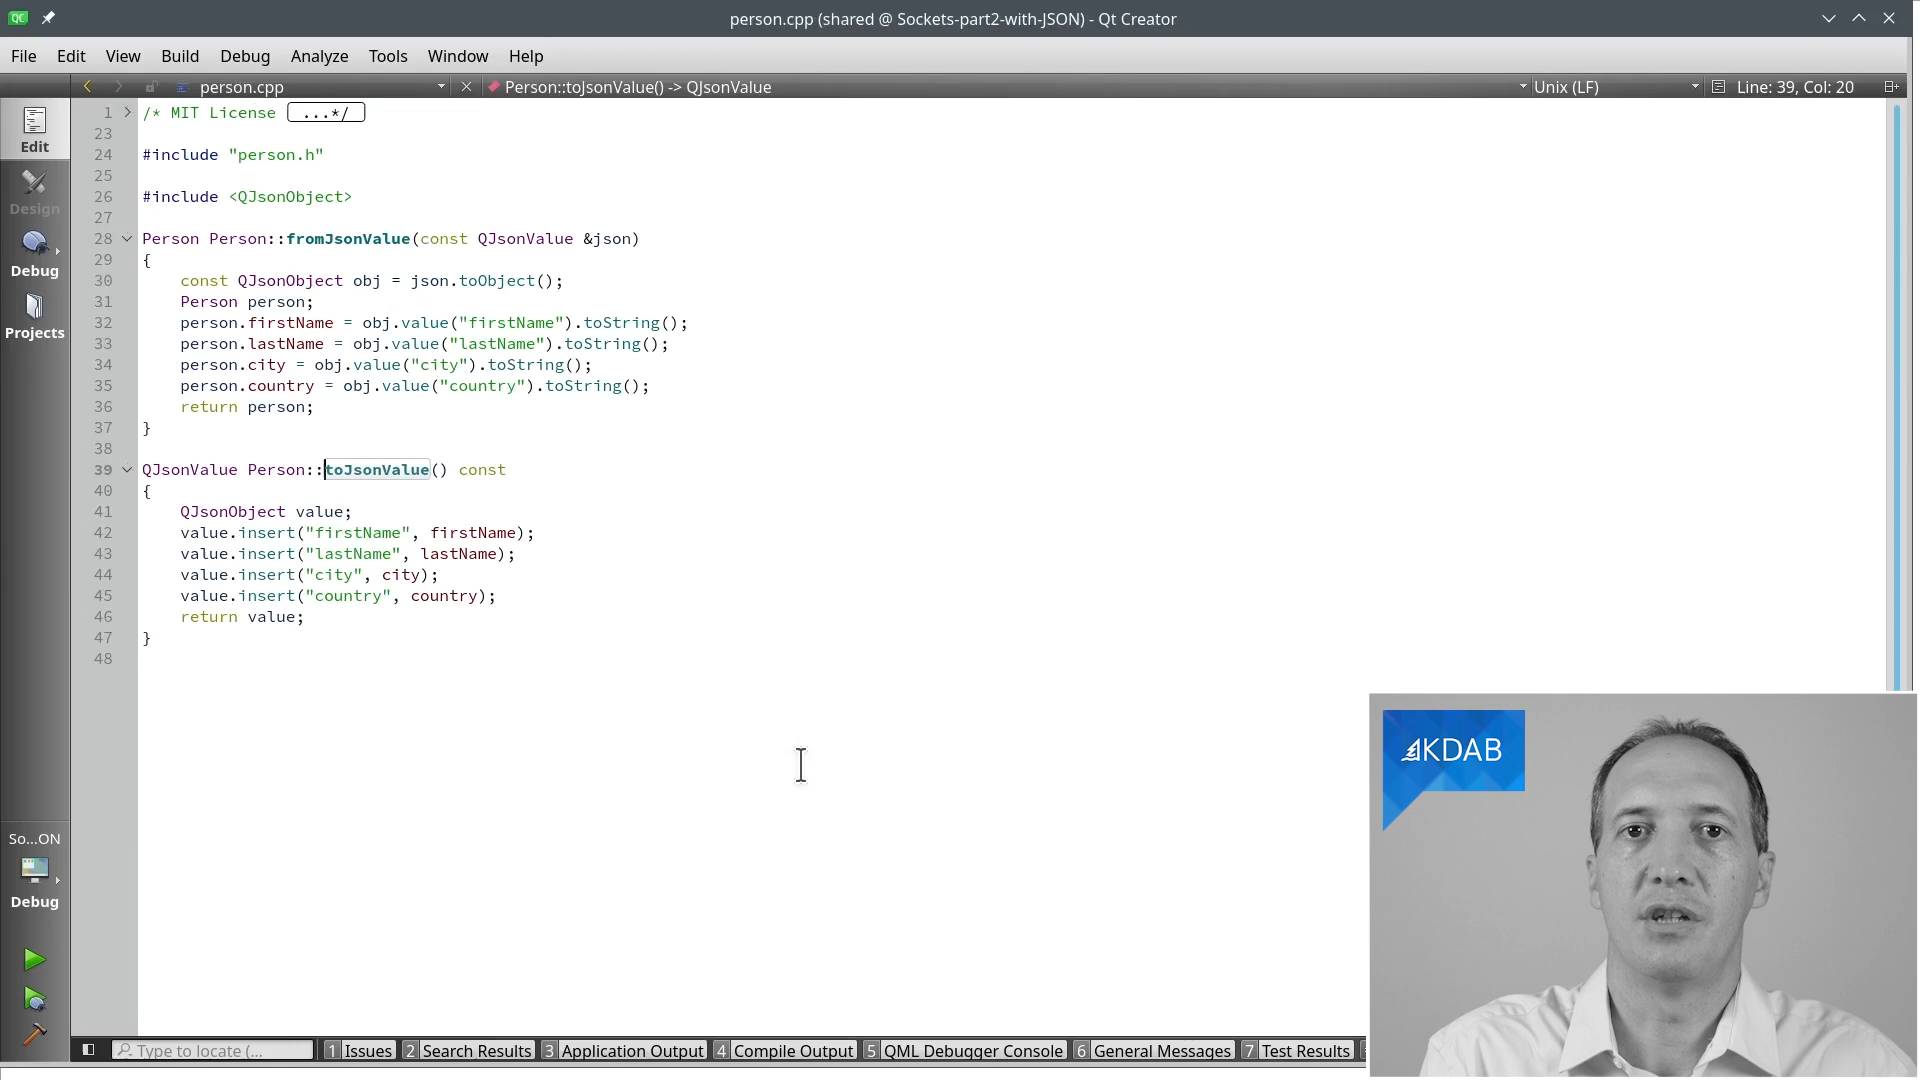 QC
person.cpp (shared @ Sockets-part2-with-JSON) - Qt Creator
File Edit View Build Debug Analyze Tools Window Help
person.cpp Person::toJsonValue() -> QJsonValue Unix (LF) Line: 39, Col: 20
Edit
Design
Debug
Projects
1 /* MIT License ...*/
23
24 #include "person.h"
25
26 #include <QJsonObject>
27
28 Person Person::fromJsonValue(const QJsonValue &json)
29 {
30 const QJsonObject obj = json.toObject();
31 Person person;
32 person.firstName = obj.value("firstName").toString();
33 person.lastName = obj.value("lastName").toString();
34 person.city = obj.value("city").toString();
35 person.country = obj.value("country").toString();
36 return person;
37 }
38
39 QJsonValue Person::toJsonValue() const
40 {
41 QJsonObject value;
42 value.insert("firstName", firstName);
43 value.insert("lastName", lastName);
44 value.insert("city", city);
45 value.insert("country", country);
46 return value;
47 }
48
KDAB
So...ON
Debug
Type to locate (... 1 Issues 2 Search Results 3 Application Output 4 Compile Output 5 QML Debugger Console 6 General Messages 7 Test Results